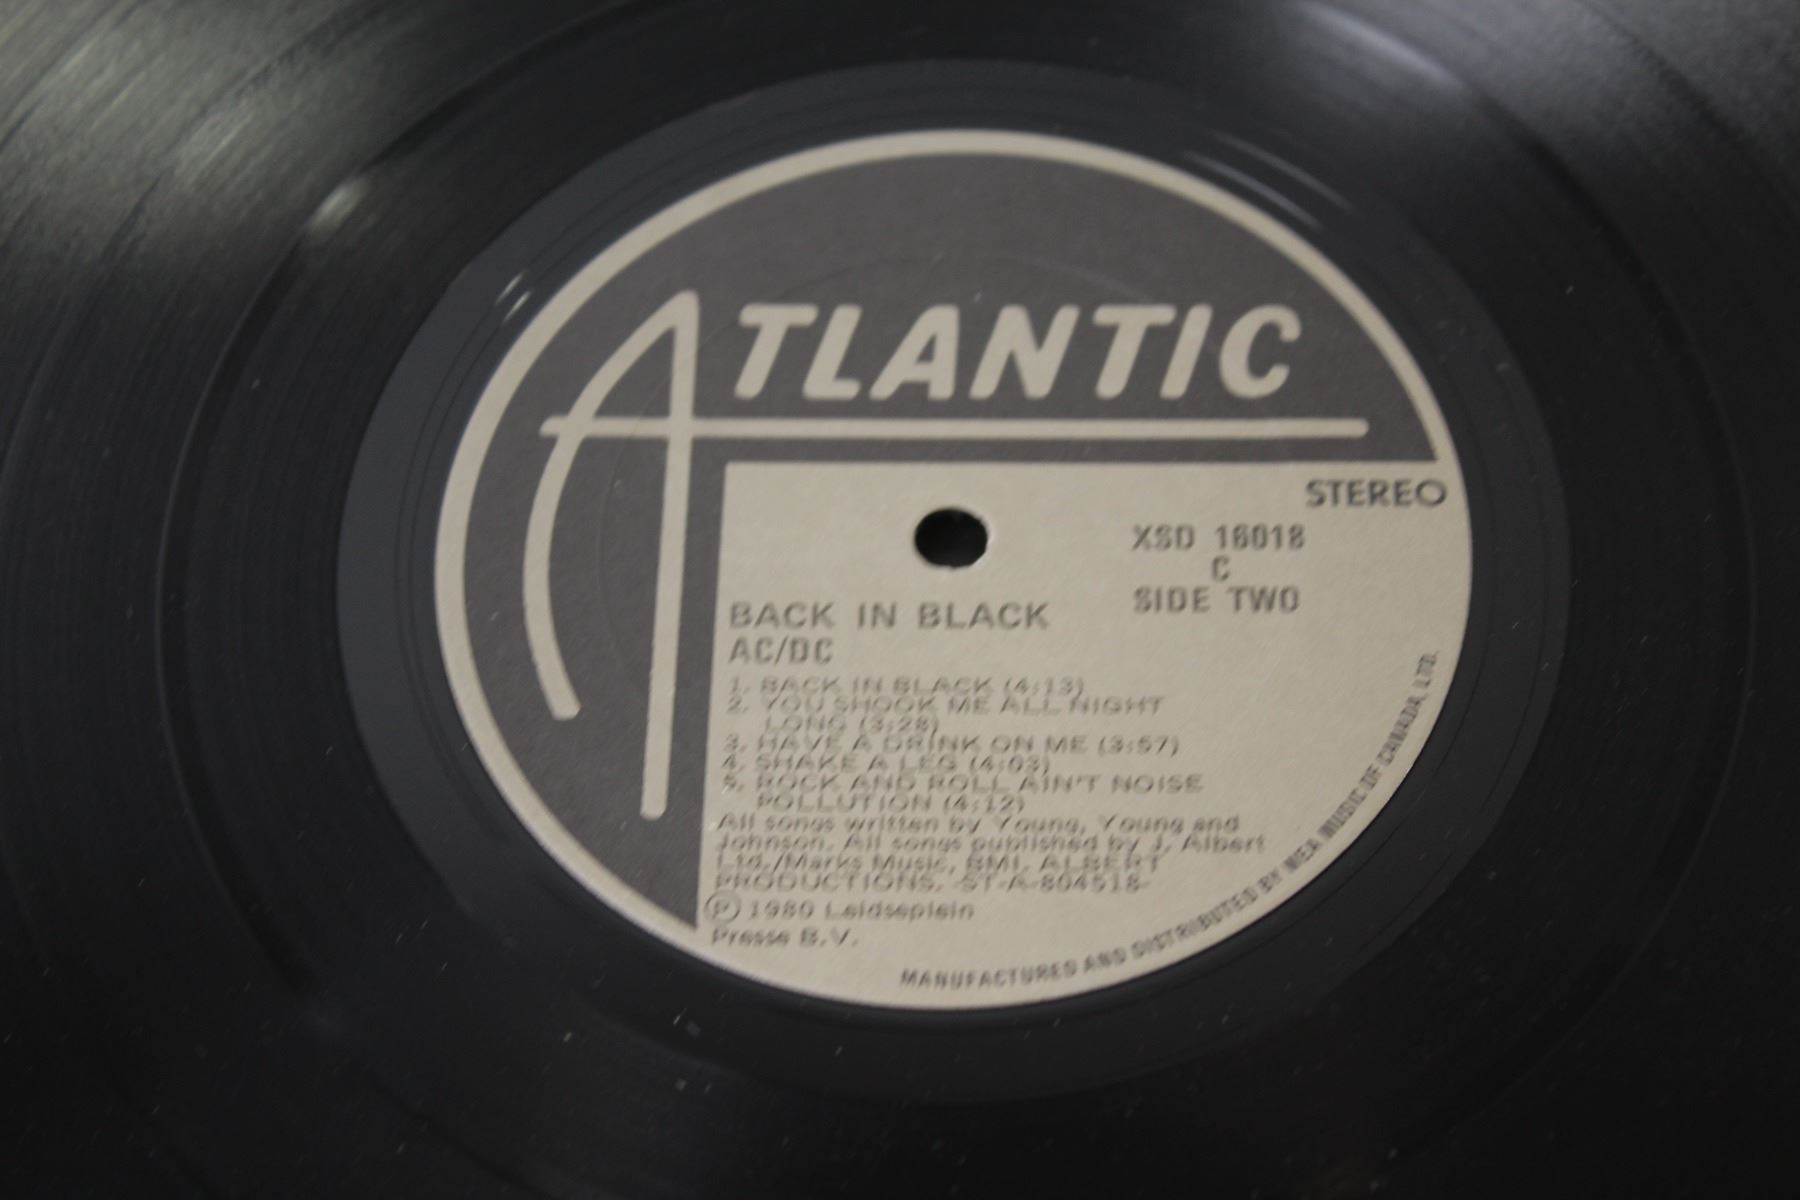 ATLANTIC
STEREO
XSD 16018
C
SIDE TWO
BACK IN BLACK
AC/DC
1. BACK IN BLACK (4:13)
2. YOU SHOOK ME ALL NIGHT
LONG (3:28)
3. HAVE A DRINK ON ME (3:57)
4. SHAKE A LEG (4:03)
5. ROCK AND ROLL AIN'T NOISE
POLLUTION (4:12)
All songs written by Young, Young and
Johnson. All songs published by J. Albert
Ltd./Marks Music, BMI, ALBERT
PRODUCTIONS. -ST-A-804518-
Ⓟ 1980 Leidseplein
Presse B.V.
MANUFACTURED AND DISTRIBUTED BY WEA MUSIC OF CANADA, LTD.